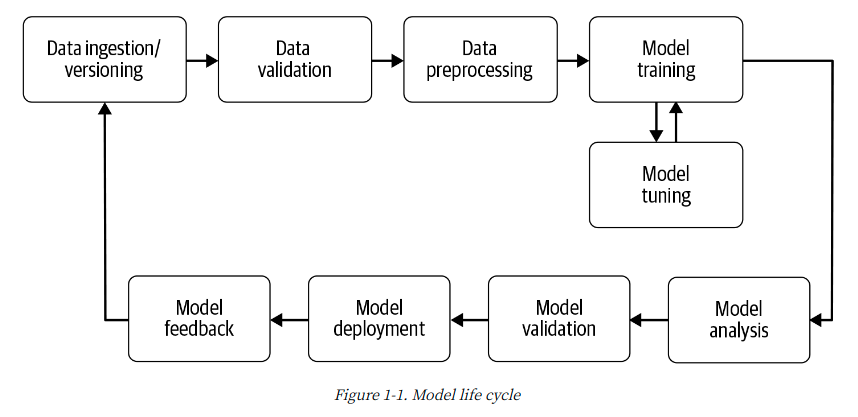 Data ingestion/
versioning
Data
validation
Data
preprocessing
Model
training
Model
tuning
Model
feedback
Model
deployment
Model
validation
Model
analysis
Figure 1-1. Model life cycle